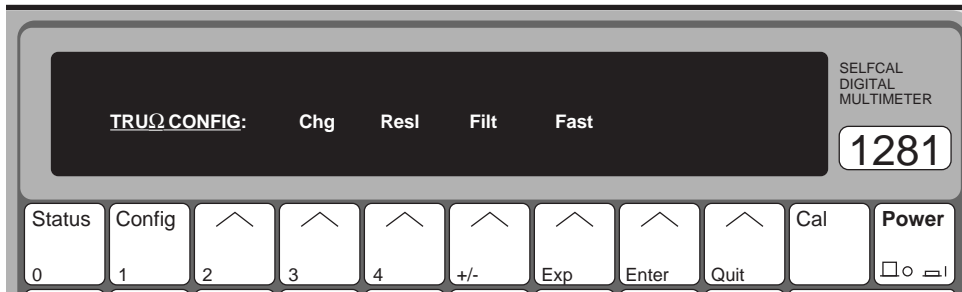 TRUΩ CONFIG: Chg Resl Filt Fast
SELFCAL
DIGITAL
MULTIMETER
1281
Status Config Cal Power
0 1 2 3 4 +/- Exp Enter Quit